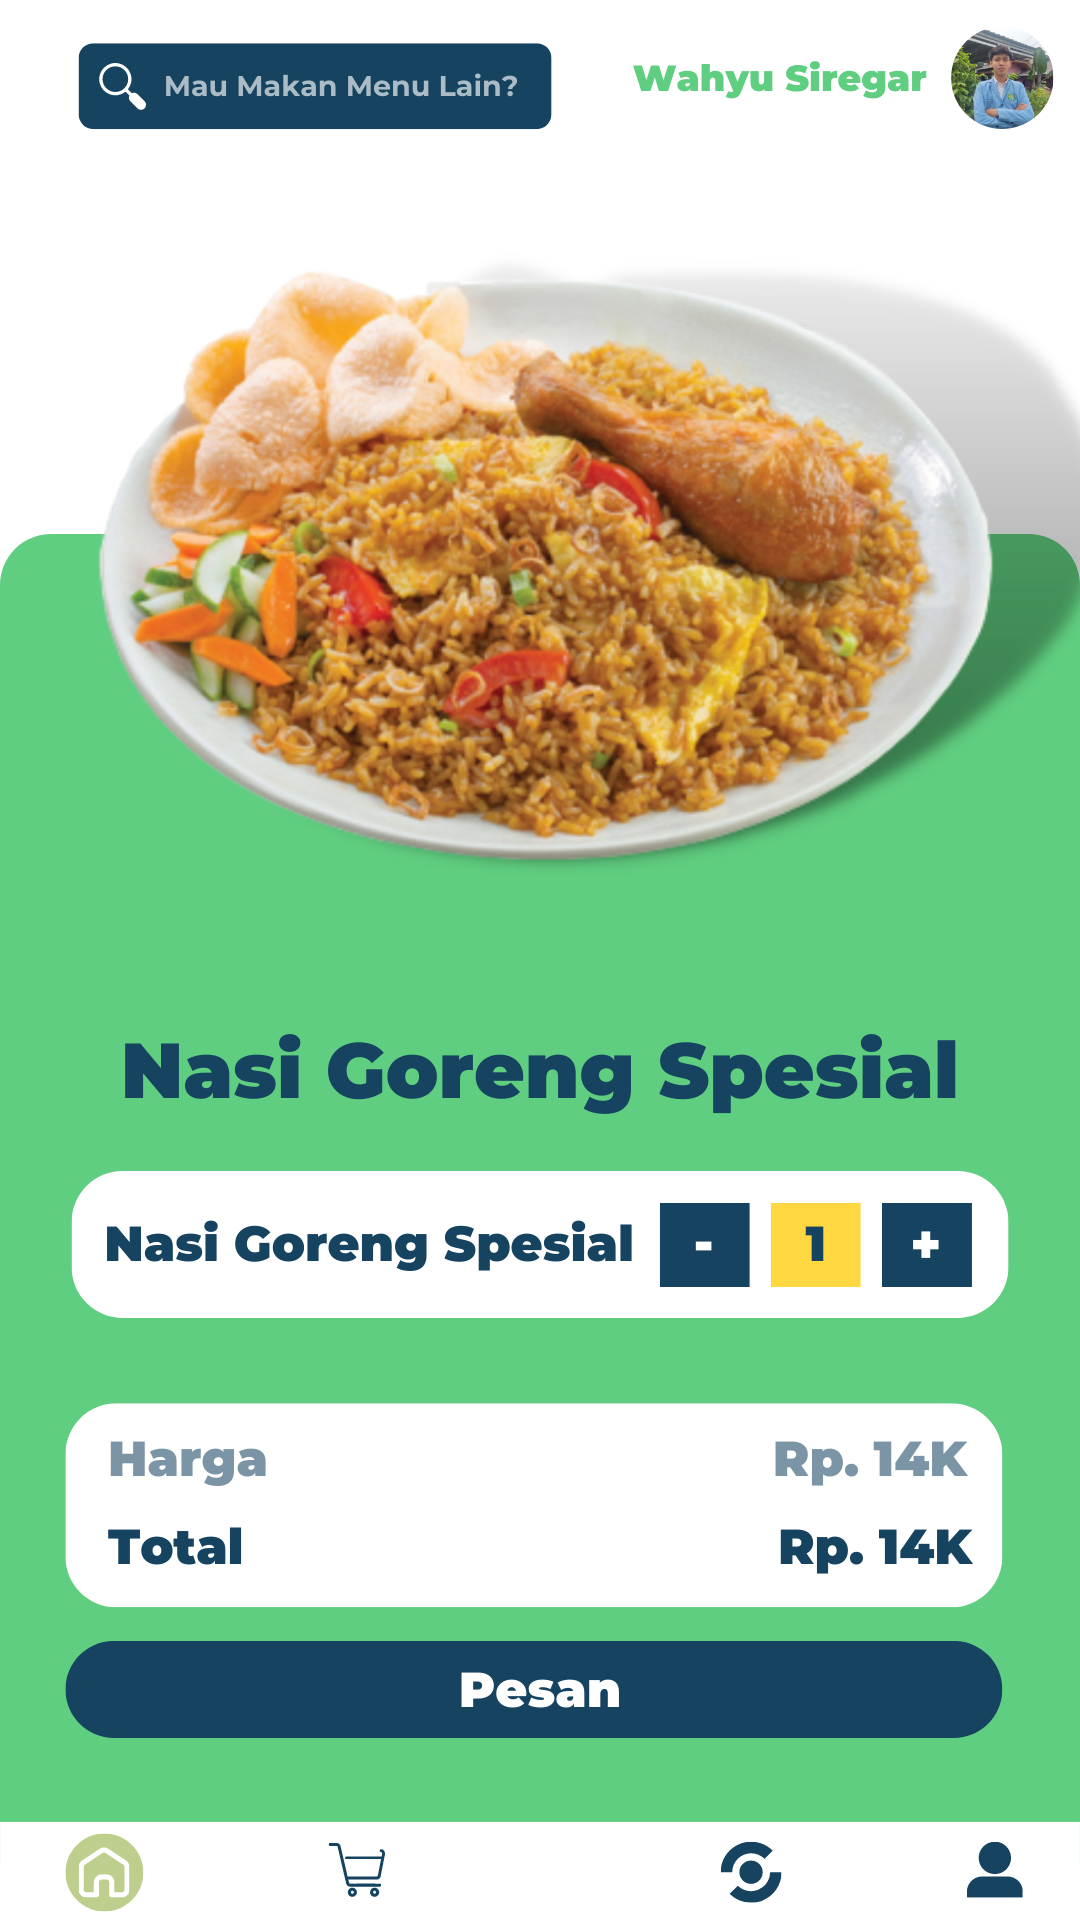 Mau Makan Menu Lain?
Wahyu Siregar
Nasi Goreng Spesial
Nasi Goreng Spesial - 1 +
Harga Rp. 14K
Total Rp. 14K
Pesan